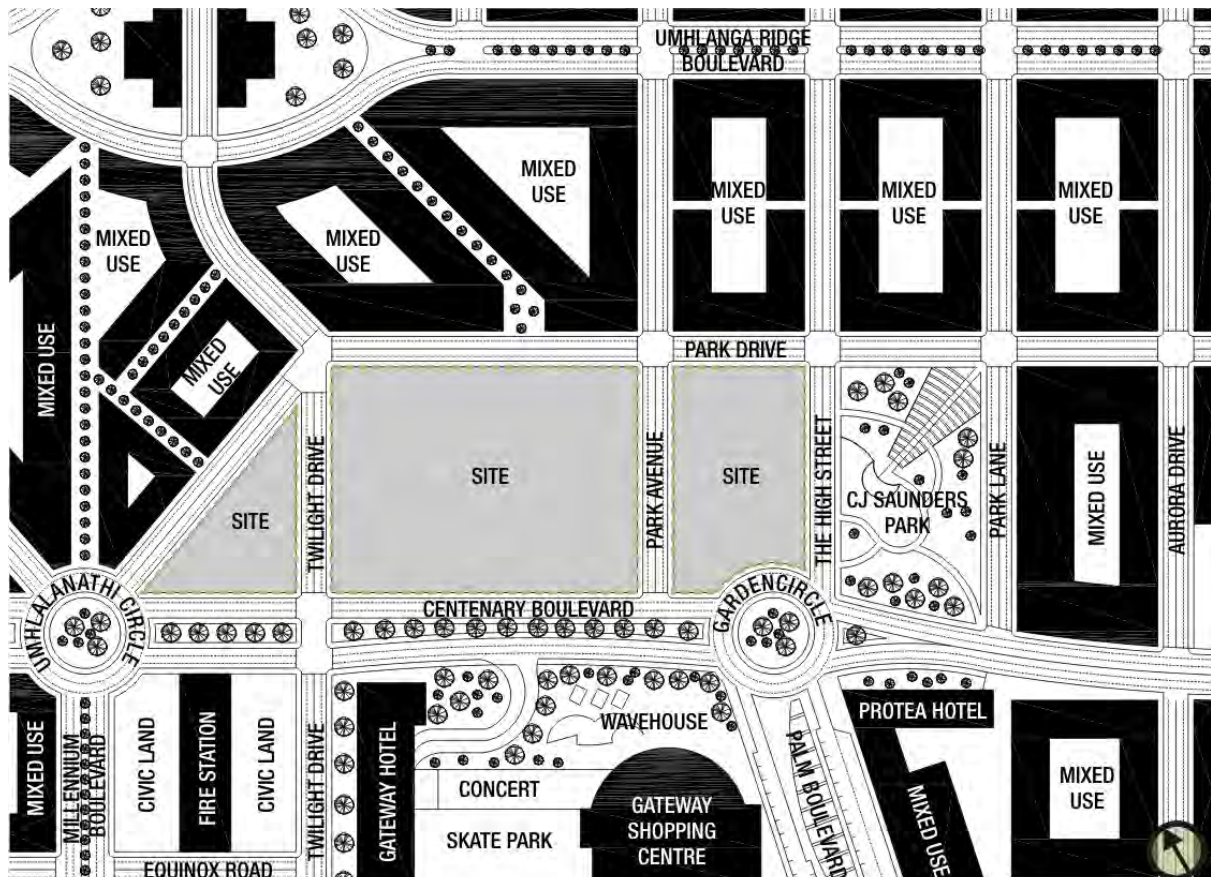 UMHLANGA RIDGE
BOULEVARD
MIXED
USE
MIXED
USE
MIXED
USE
MIXED
USE
MIXED
USE
MIXED
USE
MIXED USE
MIXED
USE
PARK DRIVE
SITE
TWILIGHT DRIVE
SITE
PARK AVENUE
SITE
THE HIGH STREET
CJ SAUNDERS
PARK
PARK LANE
MIXED USE
AURORA DRIVE
UMHLALANATHI CIRCLE
CENTENARY BOULEVARD
GARDENCIRCLE
MIXED USE
MILLENNIUM
BOULEVARD
CIVIC LAND
FIRE STATION
CIVIC LAND
TWILIGHT DRIVE
GATEWAY HOTEL
WAVEHOUSE
CONCERT
SKATE PARK
GATEWAY
SHOPPING
CENTRE
PALM BOULEVARD
PROTEA HOTEL
MIXED USE
MIXED
USE
EQUINOX ROAD